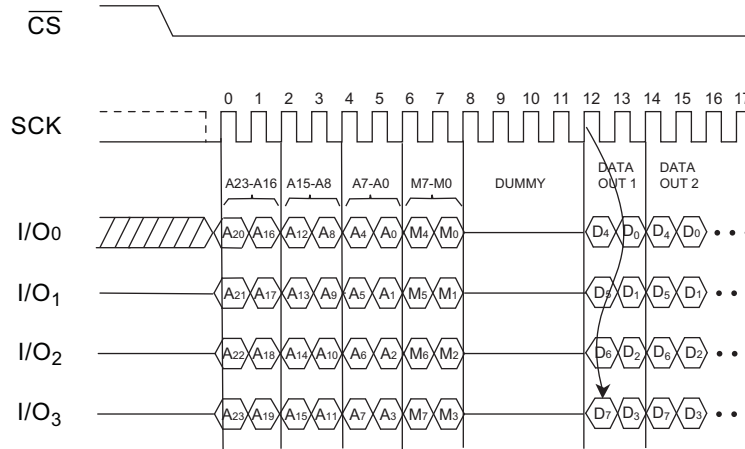 CS
0 1 2 3 4 5 6 7 8 9 10 11 12 13 14 15 16 17
SCK
A23-A16 A15-A8 A7-A0 M7-M0 DUMMY DATA OUT 1 DATA OUT 2
I/O0 A20 A16 A12 A8 A4 A0 M4 M0 D4 D0 D4 D0
I/O1 A21 A17 A13 A9 A5 A1 M5 M1 D5 D1 D5 D1
I/O2 A22 A18 A14 A10 A6 A2 M6 M2 D6 D2 D6 D2
I/O3 A23 A19 A15 A11 A7 A3 M7 M3 D7 D3 D7 D3